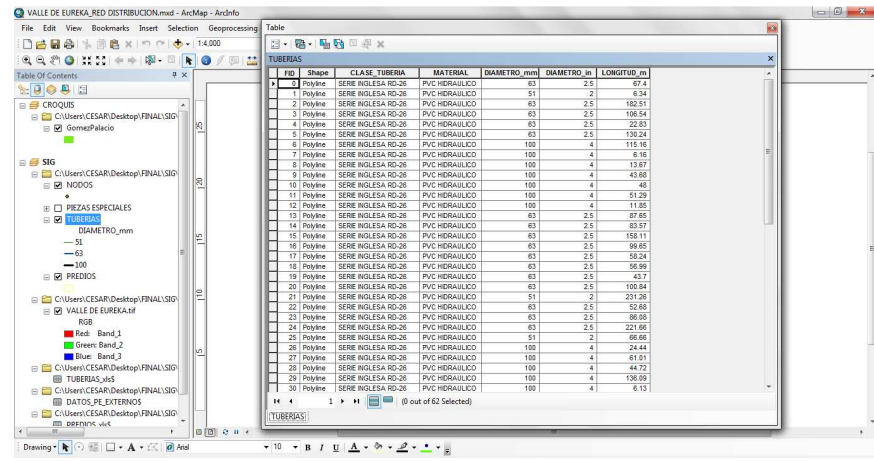 VALLE DE EUREKA_RED DISTRIBUCION.mxd - ArcMap - ArcInfo
File Edit View Bookmarks Insert Selection Geoprocessing
1:4,000
Table Of Contents
CROQUIS
C:\Users\CESAR\Desktop\FINAL\SIG\
GomezPalacio
SIG
C:\Users\CESAR\Desktop\FINAL\SIG\
NODOS
PIEZAS ESPECIALES
TUBERIAS
DIAMETRO_mm
51
63
100
PREDIOS
C:\Users\CESAR\Desktop\FINAL\SIG\
VALLE DE EUREKA.tif
RGB
Red: Band_1
Green: Band_2
Blue: Band_3
C:\Users\CESAR\Desktop\FINAL\SIG\
TUBERIAS_xls$
C:\Users\CESAR\Desktop\FINAL\SIG\
DATOS_PE_EXTERNO$
C:\Users\CESAR\Desktop\FINAL\SIG\
PREDIOS_xls$
Table
TUBERIAS
FID Shape CLASE_TUBERIA MATERIAL DIAMETRO_mm DIAMETRO_in LONGITUD_m
0 Polyline SERIE INGLESA RD-26 PVC HIDRAULICO 63 2.5 67.4
1 Polyline SERIE INGLESA RD-26 PVC HIDRAULICO 51 2 6.34
2 Polyline SERIE INGLESA RD-26 PVC HIDRAULICO 63 2.5 182.51
3 Polyline SERIE INGLESA RD-26 PVC HIDRAULICO 63 2.5 106.54
4 Polyline SERIE INGLESA RD-26 PVC HIDRAULICO 63 2.5 22.83
5 Polyline SERIE INGLESA RD-26 PVC HIDRAULICO 63 2.5 130.24
6 Polyline SERIE INGLESA RD-26 PVC HIDRAULICO 100 4 115.16
7 Polyline SERIE INGLESA RD-26 PVC HIDRAULICO 100 4 6.16
8 Polyline SERIE INGLESA RD-26 PVC HIDRAULICO 100 4 13.67
9 Polyline SERIE INGLESA RD-26 PVC HIDRAULICO 100 4 43.68
10 Polyline SERIE INGLESA RD-26 PVC HIDRAULICO 100 4 48
11 Polyline SERIE INGLESA RD-26 PVC HIDRAULICO 100 4 51.29
12 Polyline SERIE INGLESA RD-26 PVC HIDRAULICO 100 4 11.85
13 Polyline SERIE INGLESA RD-26 PVC HIDRAULICO 63 2.5 87.65
14 Polyline SERIE INGLESA RD-26 PVC HIDRAULICO 63 2.5 83.57
15 Polyline SERIE INGLESA RD-26 PVC HIDRAULICO 63 2.5 158.11
16 Polyline SERIE INGLESA RD-26 PVC HIDRAULICO 63 2.5 99.65
17 Polyline SERIE INGLESA RD-26 PVC HIDRAULICO 63 2.5 58.24
18 Polyline SERIE INGLESA RD-26 PVC HIDRAULICO 63 2.5 56.99
19 Polyline SERIE INGLESA RD-26 PVC HIDRAULICO 63 2.5 43.7
20 Polyline SERIE INGLESA RD-26 PVC HIDRAULICO 63 2.5 100.84
21 Polyline SERIE INGLESA RD-26 PVC HIDRAULICO 51 2 231.26
22 Polyline SERIE INGLESA RD-26 PVC HIDRAULICO 63 2.5 52.68
23 Polyline SERIE INGLESA RD-26 PVC HIDRAULICO 63 2.5 86.08
24 Polyline SERIE INGLESA RD-26 PVC HIDRAULICO 63 2.5 221.66
25 Polyline SERIE INGLESA RD-26 PVC HIDRAULICO 51 2 66.66
26 Polyline SERIE INGLESA RD-26 PVC HIDRAULICO 100 4 24.44
27 Polyline SERIE INGLESA RD-26 PVC HIDRAULICO 100 4 61.01
28 Polyline SERIE INGLESA RD-26 PVC HIDRAULICO 100 4 44.72
29 Polyline SERIE INGLESA RD-26 PVC HIDRAULICO 100 4 136.09
30 Polyline SERIE INGLESA RD-26 PVC HIDRAULICO 100 4 6.13
1 (0 out of 62 Selected)
TUBERIAS
25
20
15
10
5
Drawing Arial 10 B I U A